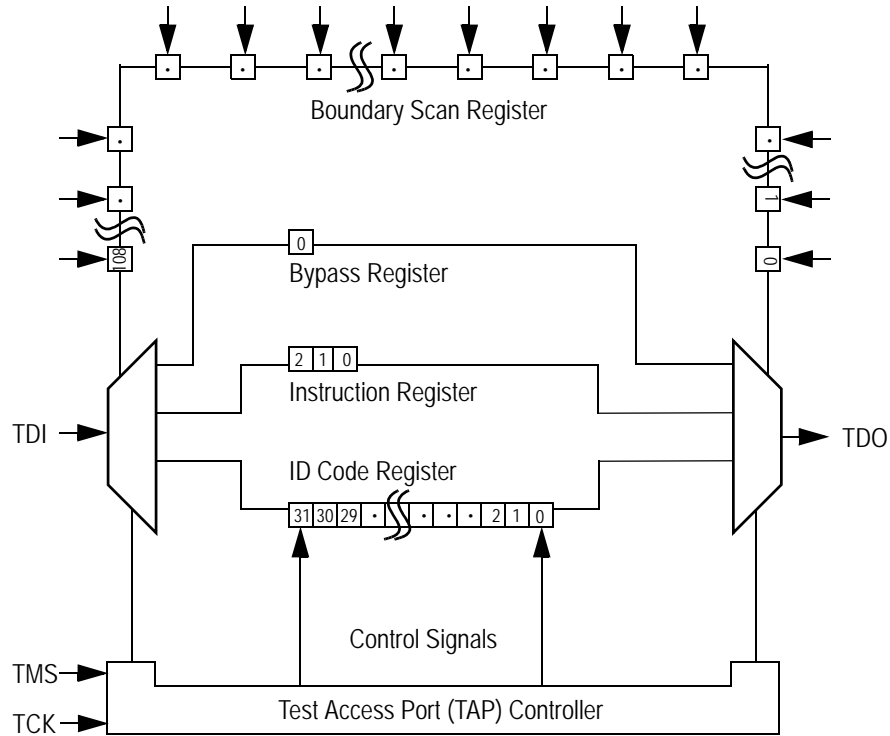 Boundary Scan Register
1
108
0
0
Bypass Register
2 1 0
Instruction Register
TDI
TDO
ID Code Register
31 30 29 · · · · 2 1 0
Control Signals
TMS
Test Access Port (TAP) Controller
TCK